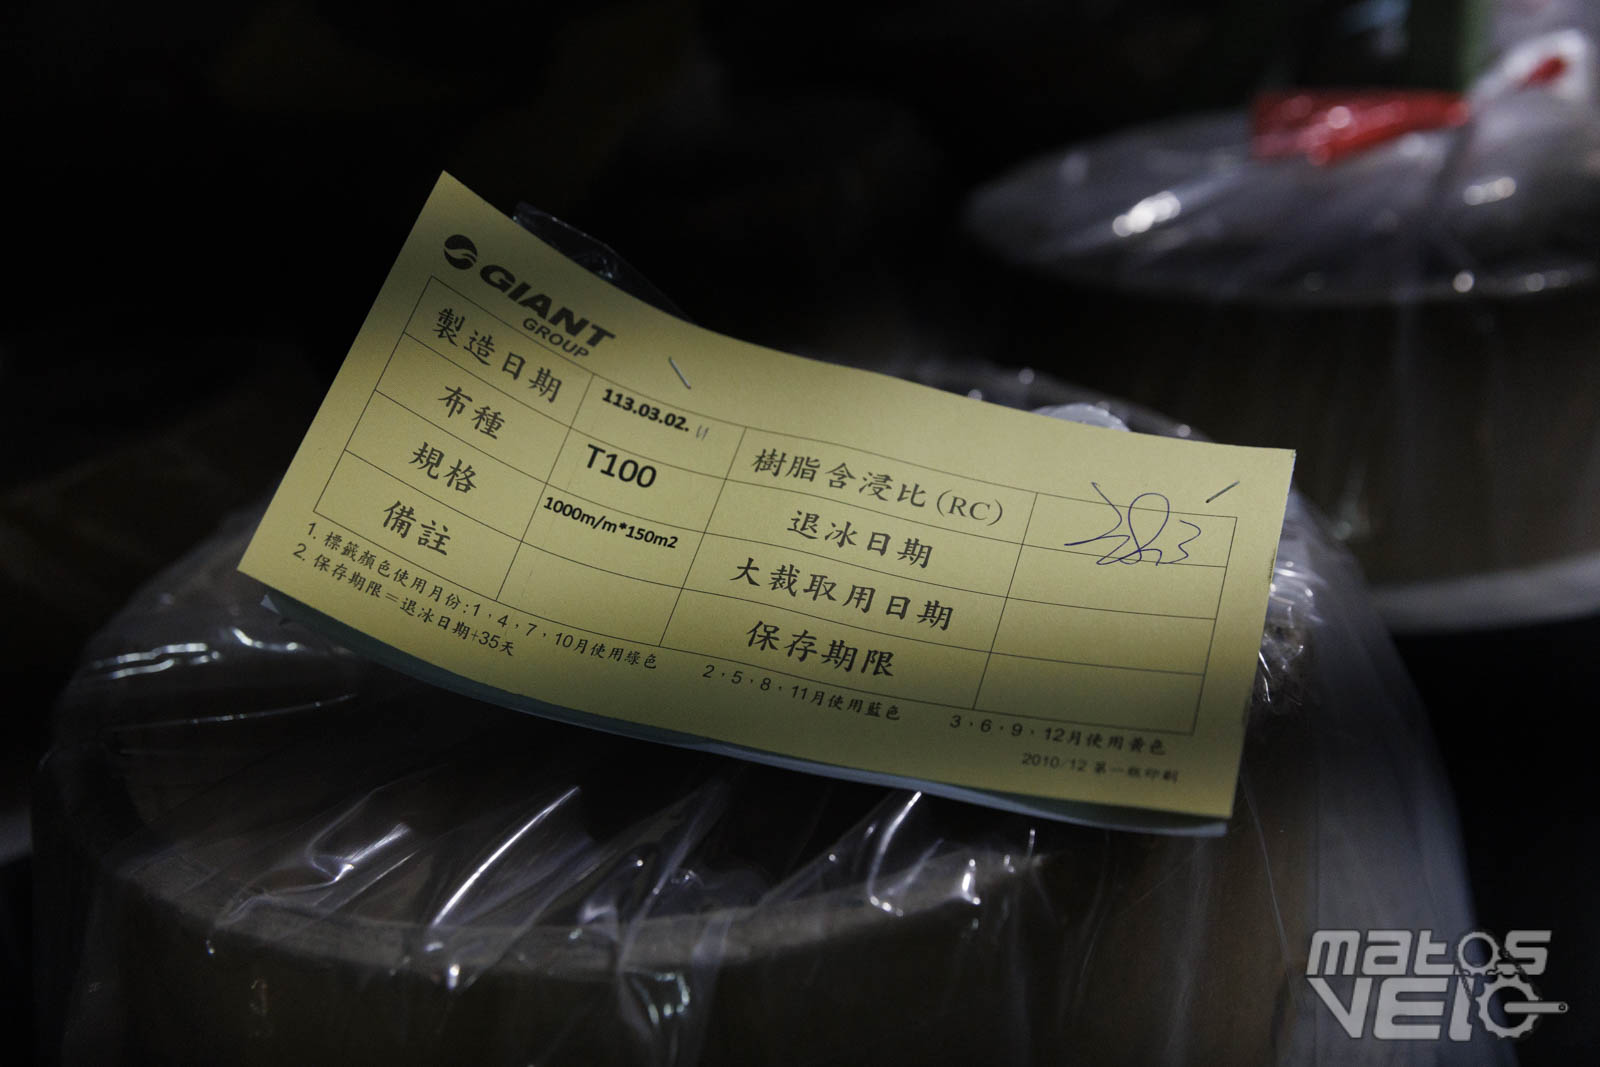 GIANT
GROUP
製造日期 113.03.02. 樹脂含浸比(RC)
布種 T100 退冰日期
規格 1000m/m*150m2 大裁取用日期
備註 保存期限
1. 標籤顏色使用月份:1，4，7，10月使用綠色 2，5，8，11月使用藍色 3，6，9，12月使用黃色
2. 保存期限=退冰日期+35天
2010/12 第一版印刷
matos
VELO